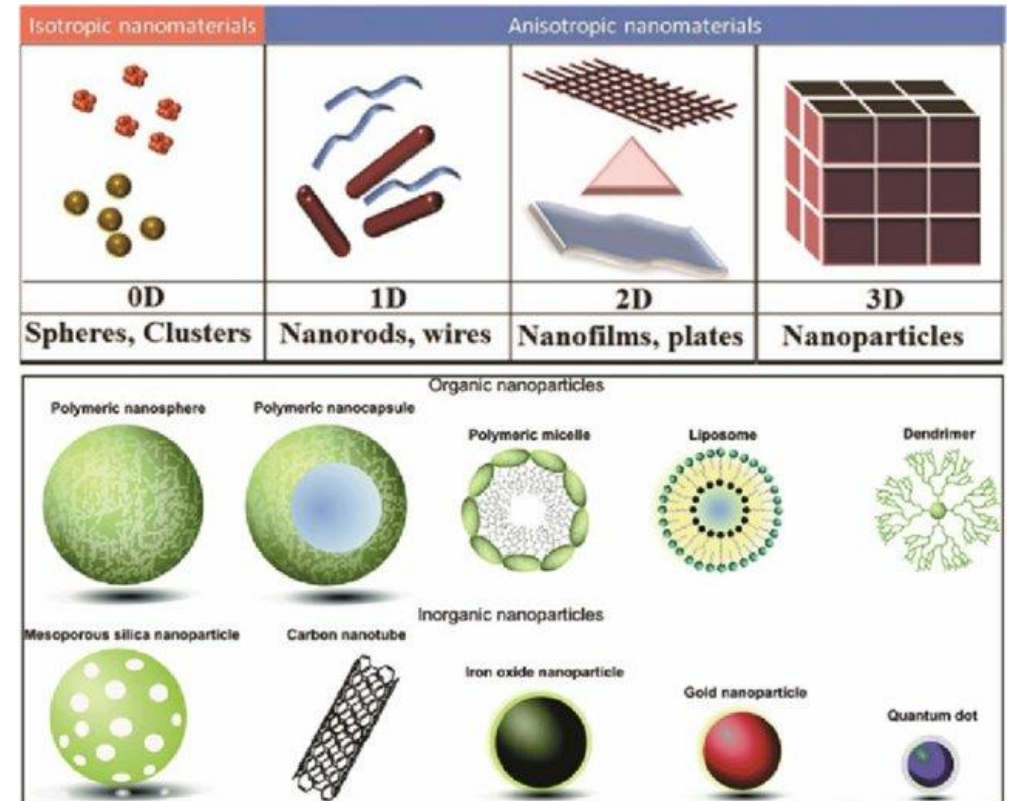 Isotropic nanomaterials
Anisotropic nanomaterials
0D
1D
2D
3D
Spheres, Clusters
Nanorods, wires
Nanofilms, plates
Nanoparticles
Organic nanoparticles
Polymeric nanosphere
Polymeric nanocapsule
Polymeric micelle
Liposome
Dendrimer
Inorganic nanoparticles
Mesoporous silica nanoparticle
Carbon nanotube
Iron oxide nanoparticle
Gold nanoparticle
Quantum dot